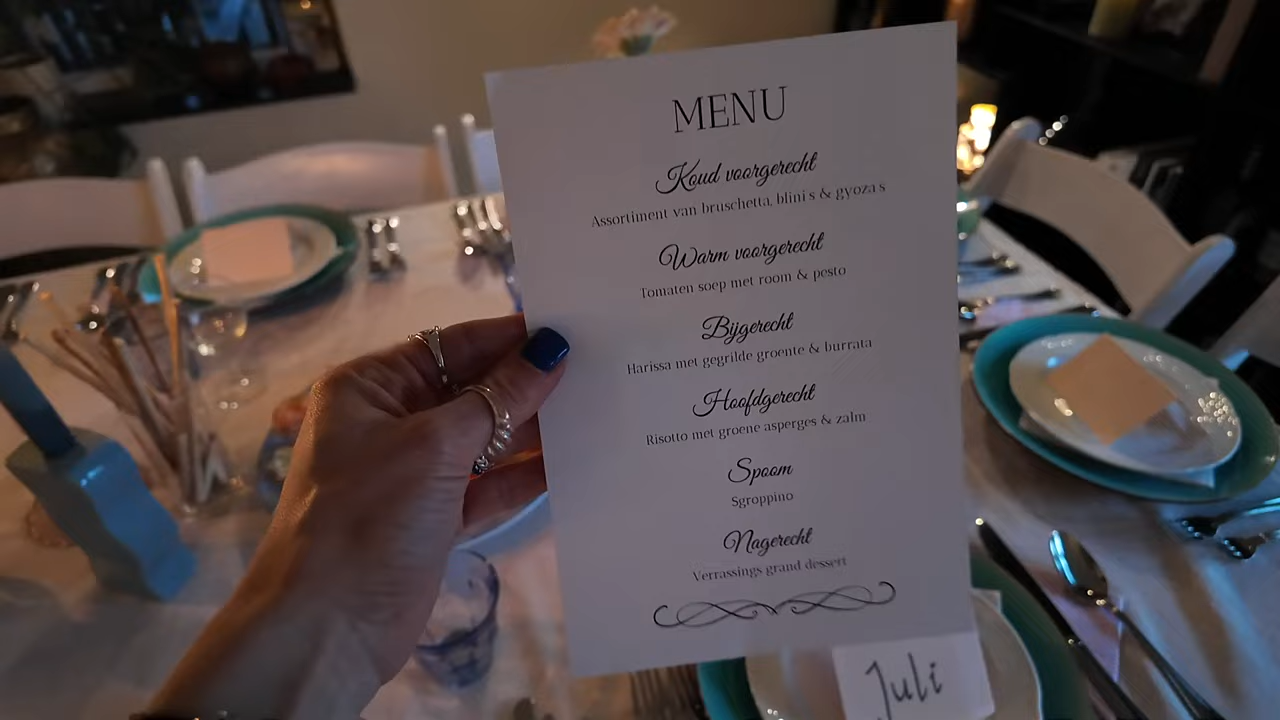 MENU
Koud voorgerecht
Assortiment van bruschetta, blini s & gyoza s
Warm voorgerecht
Tomaten soep met room & pesto
Bijgerecht
Harissa met gegrilde groente & burrata
Hoofdgerecht
Risotto met groene asperges & zalm
Spoom
Sgroppino
Nagerecht
Verrassings grand dessert
Juli